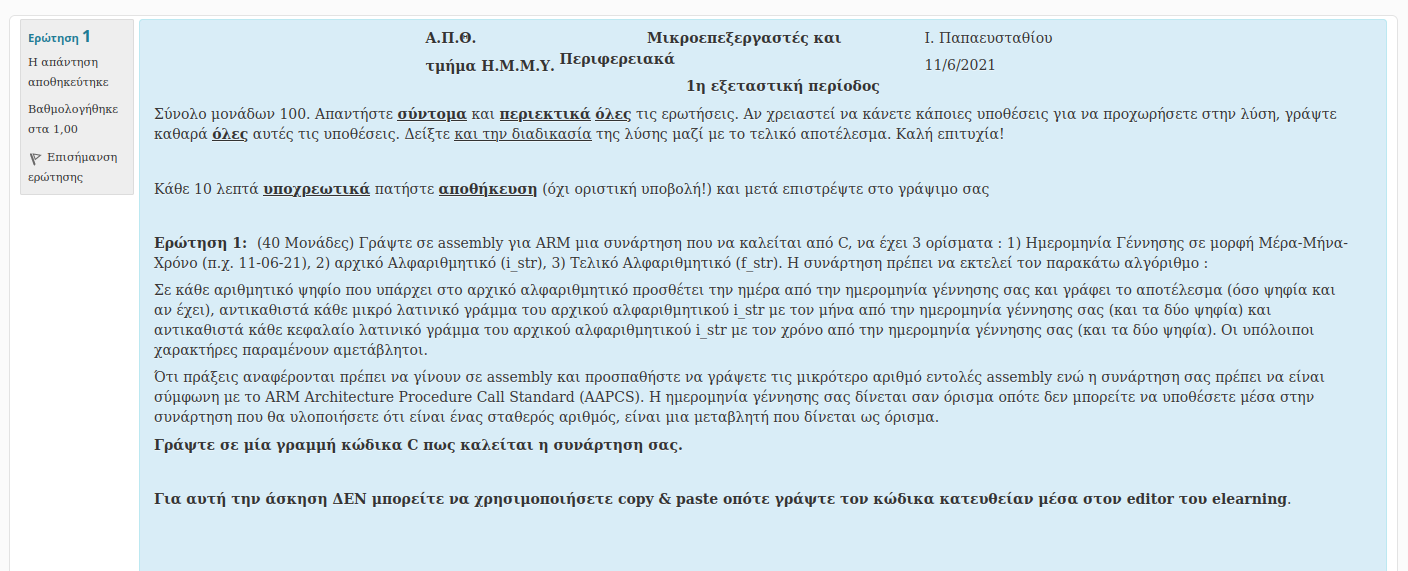 Ερώτηση 1
Η απάντηση
αποθηκεύτηκε
Βαθμολογήθηκε
στα 1,00
Επισήμανση
ερώτησης
Α.Π.Θ. Μικροεπεξεργαστές και Ι. Παπαευσταθίου
τμήμα Η.Μ.Μ.Υ. Περιφερειακά 11/6/2021
1η εξεταστική περίοδος
Σύνολο μονάδων 100. Απαντήστε σύντομα και περιεκτικά όλες τις ερωτήσεις. Αν χρειαστεί να κάνετε κάποιες υποθέσεις για να προχωρήσετε στην λύση, γράψτε
καθαρά όλες αυτές τις υποθέσεις. Δείξτε και την διαδικασία της λύσης μαζί με το τελικό αποτέλεσμα. Καλή επιτυχία!
Κάθε 10 λεπτά υποχρεωτικά πατήστε αποθήκευση (όχι οριστική υποβολή!) και μετά επιστρέψτε στο γράψιμο σας
Ερώτηση 1: (40 Μονάδες) Γράψτε σε assembly για ARM μια συνάρτηση που να καλείται από C, να έχει 3 ορίσματα : 1) Ημερομηνία Γέννησης σε μορφή Μέρα-Μήνα-
Χρόνο (π.χ. 11-06-21), 2) αρχικό Αλφαριθμητικό (i_str), 3) Τελικό Αλφαριθμητικό (f_str). Η συνάρτηση πρέπει να εκτελεί τον παρακάτω αλγόριθμο :
Σε κάθε αριθμητικό ψηφίο που υπάρχει στο αρχικό αλφαριθμητικό προσθέτει την ημέρα από την ημερομηνία γέννησης σας και γράφει το αποτέλεσμα (όσο ψηφία και
αν έχει), αντικαθιστά κάθε μικρό λατινικό γράμμα του αρχικού αλφαριθμητικού i_str με τον μήνα από την ημερομηνία γέννησης σας (και τα δύο ψηφία) και
αντικαθιστά κάθε κεφαλαίο λατινικό γράμμα του αρχικού αλφαριθμητικού i_str με τον χρόνο από την ημερομηνία γέννησης σας (και τα δύο ψηφία). Οι υπόλοιποι
χαρακτήρες παραμένουν αμετάβλητοι.
Ότι πράξεις αναφέρονται πρέπει να γίνουν σε assembly και προσπαθήστε να γράψετε τις μικρότερο αριθμό εντολές assembly ενώ η συνάρτηση σας πρέπει να είναι
σύμφωνη με το ARM Architecture Procedure Call Standard (AAPCS). Η ημερομηνία γέννησης σας δίνεται σαν όρισμα οπότε δεν μπορείτε να υποθέσετε μέσα στην
συνάρτηση που θα υλοποιήσετε ότι είναι ένας σταθερός αριθμός, είναι μια μεταβλητή που δίνεται ως όρισμα.
Γράψτε σε μία γραμμή κώδικα C πως καλείται η συνάρτηση σας.
Για αυτή την άσκηση ΔΕΝ μπορείτε να χρησιμοποιήσετε copy & paste οπότε γράψτε τον κώδικα κατευθείαν μέσα στον editor του elearning.